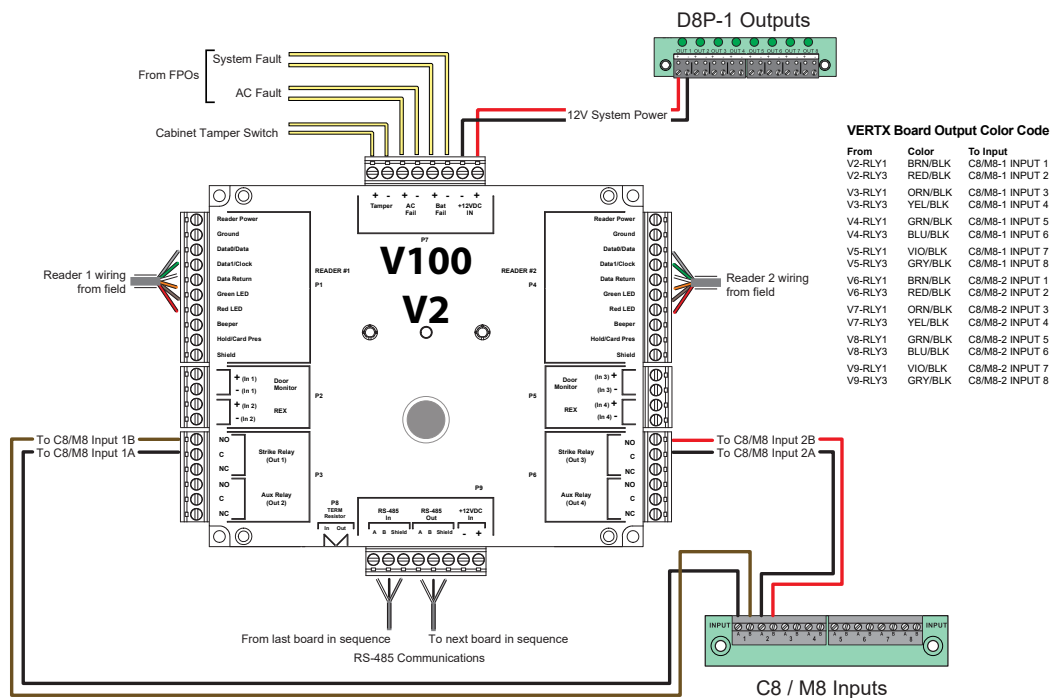 D8P-1 Outputs
OUT 1 OUT 2 OUT 3 OUT 4 OUT 5 OUT 6 OUT 7 OUT 8
System Fault
From FPOs
AC Fault
Cabinet Tamper Switch
12V System Power
VERTX Board Output Color Code
From Color To Input
V2-RLY1 BRN/BLK C8/M8-1 INPUT 1
V2-RLY3 RED/BLK C8/M8-1 INPUT 2
V3-RLY1 ORN/BLK C8/M8-1 INPUT 3
V3-RLY3 YEL/BLK C8/M8-1 INPUT 4
V4-RLY1 GRN/BLK C8/M8-1 INPUT 5
V4-RLY3 BLU/BLK C8/M8-1 INPUT 6
V5-RLY1 VIO/BLK C8/M8-1 INPUT 7
V5-RLY3 GRY/BLK C8/M8-1 INPUT 8
V6-RLY1 BRN/BLK C8/M8-2 INPUT 1
V6-RLY3 RED/BLK C8/M8-2 INPUT 2
V7-RLY1 ORN/BLK C8/M8-2 INPUT 3
V7-RLY3 YEL/BLK C8/M8-2 INPUT 4
V8-RLY1 GRN/BLK C8/M8-2 INPUT 5
V8-RLY3 BLU/BLK C8/M8-2 INPUT 6
V9-RLY1 VIO/BLK C8/M8-2 INPUT 7
V9-RLY3 GRY/BLK C8/M8-2 INPUT 8
+ - + - + - - +
Tamper
AC
Fail
Bat
Fail
+12VDC
IN
P7
V100
V2
Reader 1 wiring
from field
Reader Power
Ground
Data0/Data
Data1/Clock
Data Return
Green LED
Red LED
Beeper
Hold/Card Pres
Shield
READER #1
P1
READER #2
P4
Reader Power
Ground
Data0/Data
Data1/Clock
Data Return
Green LED
Red LED
Beeper
Hold/Card Pres
Shield
Reader 2 wiring
from field
+ (In 1)
- (In 1)
+ (In 2)
- (In 2)
Door
Monitor
REX
P2
P5
Door
Monitor
REX
(In 3) +
(In 3) -
(In 4) +
(In 4) -
To C8/M8 Input 1B
To C8/M8 Input 1A
NO
C
NC
NO
C
NC
Strike Relay
(Out 1)
Aux Relay
(Out 2)
P3
P6
Strike Relay
(Out 3)
Aux Relay
(Out 4)
NO
C
NC
NO
C
NC
To C8/M8 Input 2B
To C8/M8 Input 2A
P9
P8
TERM
Resistor
In Out
RS-485
In
A B Shield
RS-485
Out
A B Shield
+12VDC
In
- +
From last board in sequence
To next board in sequence
RS-485 Communications
INPUT
A B A B A B A B A B A B A B A B
1 2 3 4 5 6 7 8
INPUT
C8 / M8 Inputs